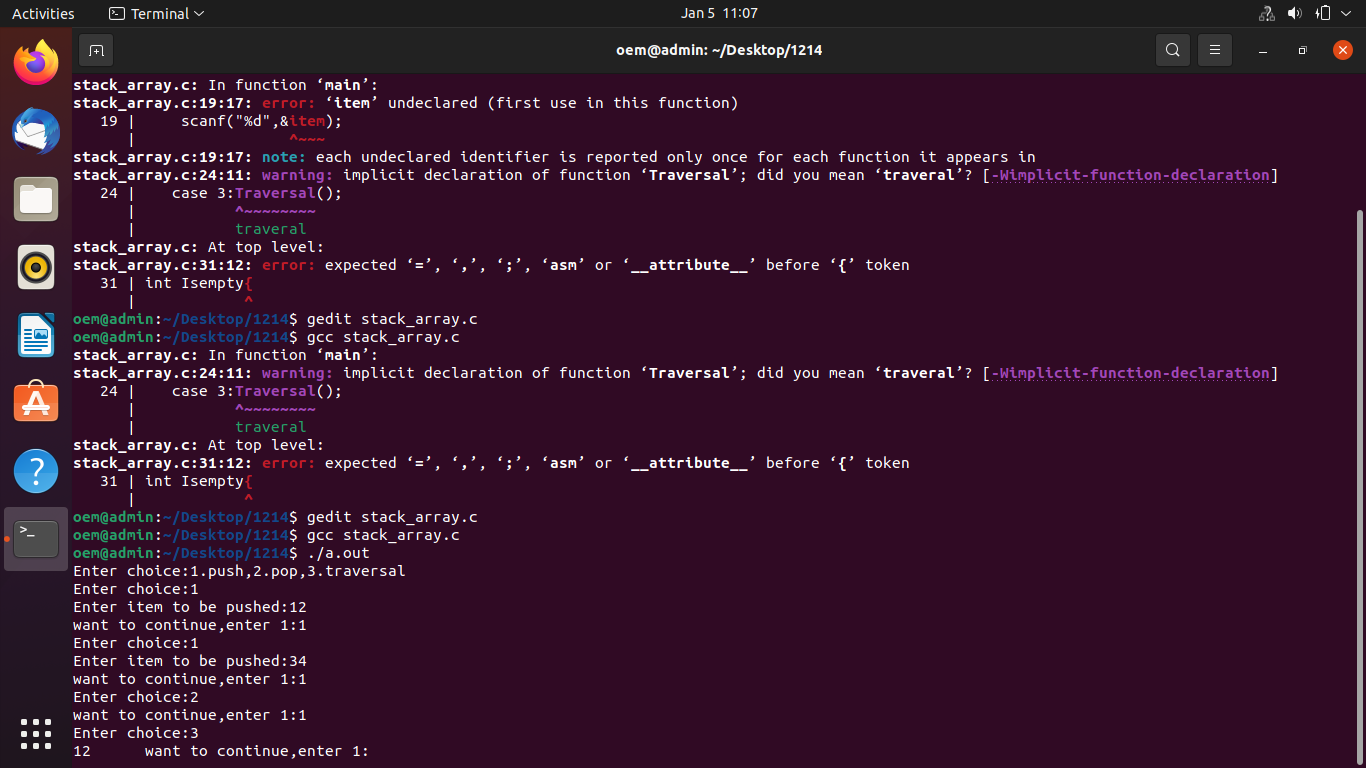 Activities
Terminal
Jan 5 11:07
oem@admin: ~/Desktop/1214
stack_array.c: In function ‘main’:
stack_array.c:19:17: error: ‘item’ undeclared (first use in this function)
   19 |     scanf("%d",&item);
      |                 ^~~~
stack_array.c:19:17: note: each undeclared identifier is reported only once for each function it appears in
stack_array.c:24:11: warning: implicit declaration of function ‘Traversal’; did you mean ‘traveral’? [-Wimplicit-function-declaration]
   24 |    case 3:Traversal();
      |           ^~~~~~~~~
      |           traveral
stack_array.c: At top level:
stack_array.c:31:12: error: expected ‘=’, ‘,’, ‘;’, ‘asm’ or ‘__attribute__’ before ‘{’ token
   31 | int Isempty{
      |            ^
oem@admin:~/Desktop/1214$ gedit stack_array.c
oem@admin:~/Desktop/1214$ gcc stack_array.c
stack_array.c: In function ‘main’:
stack_array.c:24:11: warning: implicit declaration of function ‘Traversal’; did you mean ‘traveral’? [-Wimplicit-function-declaration]
   24 |    case 3:Traversal();
      |           ^~~~~~~~~
      |           traveral
stack_array.c: At top level:
stack_array.c:31:12: error: expected ‘=’, ‘,’, ‘;’, ‘asm’ or ‘__attribute__’ before ‘{’ token
   31 | int Isempty{
      |            ^
oem@admin:~/Desktop/1214$ gedit stack_array.c
oem@admin:~/Desktop/1214$ gcc stack_array.c
oem@admin:~/Desktop/1214$ ./a.out
Enter choice:1.push,2.pop,3.traversal
Enter choice:1
Enter item to be pushed:12
want to continue,enter 1:1
Enter choice:1
Enter item to be pushed:34
want to continue,enter 1:1
Enter choice:2
want to continue,enter 1:1
Enter choice:3
12      want to continue,enter 1: